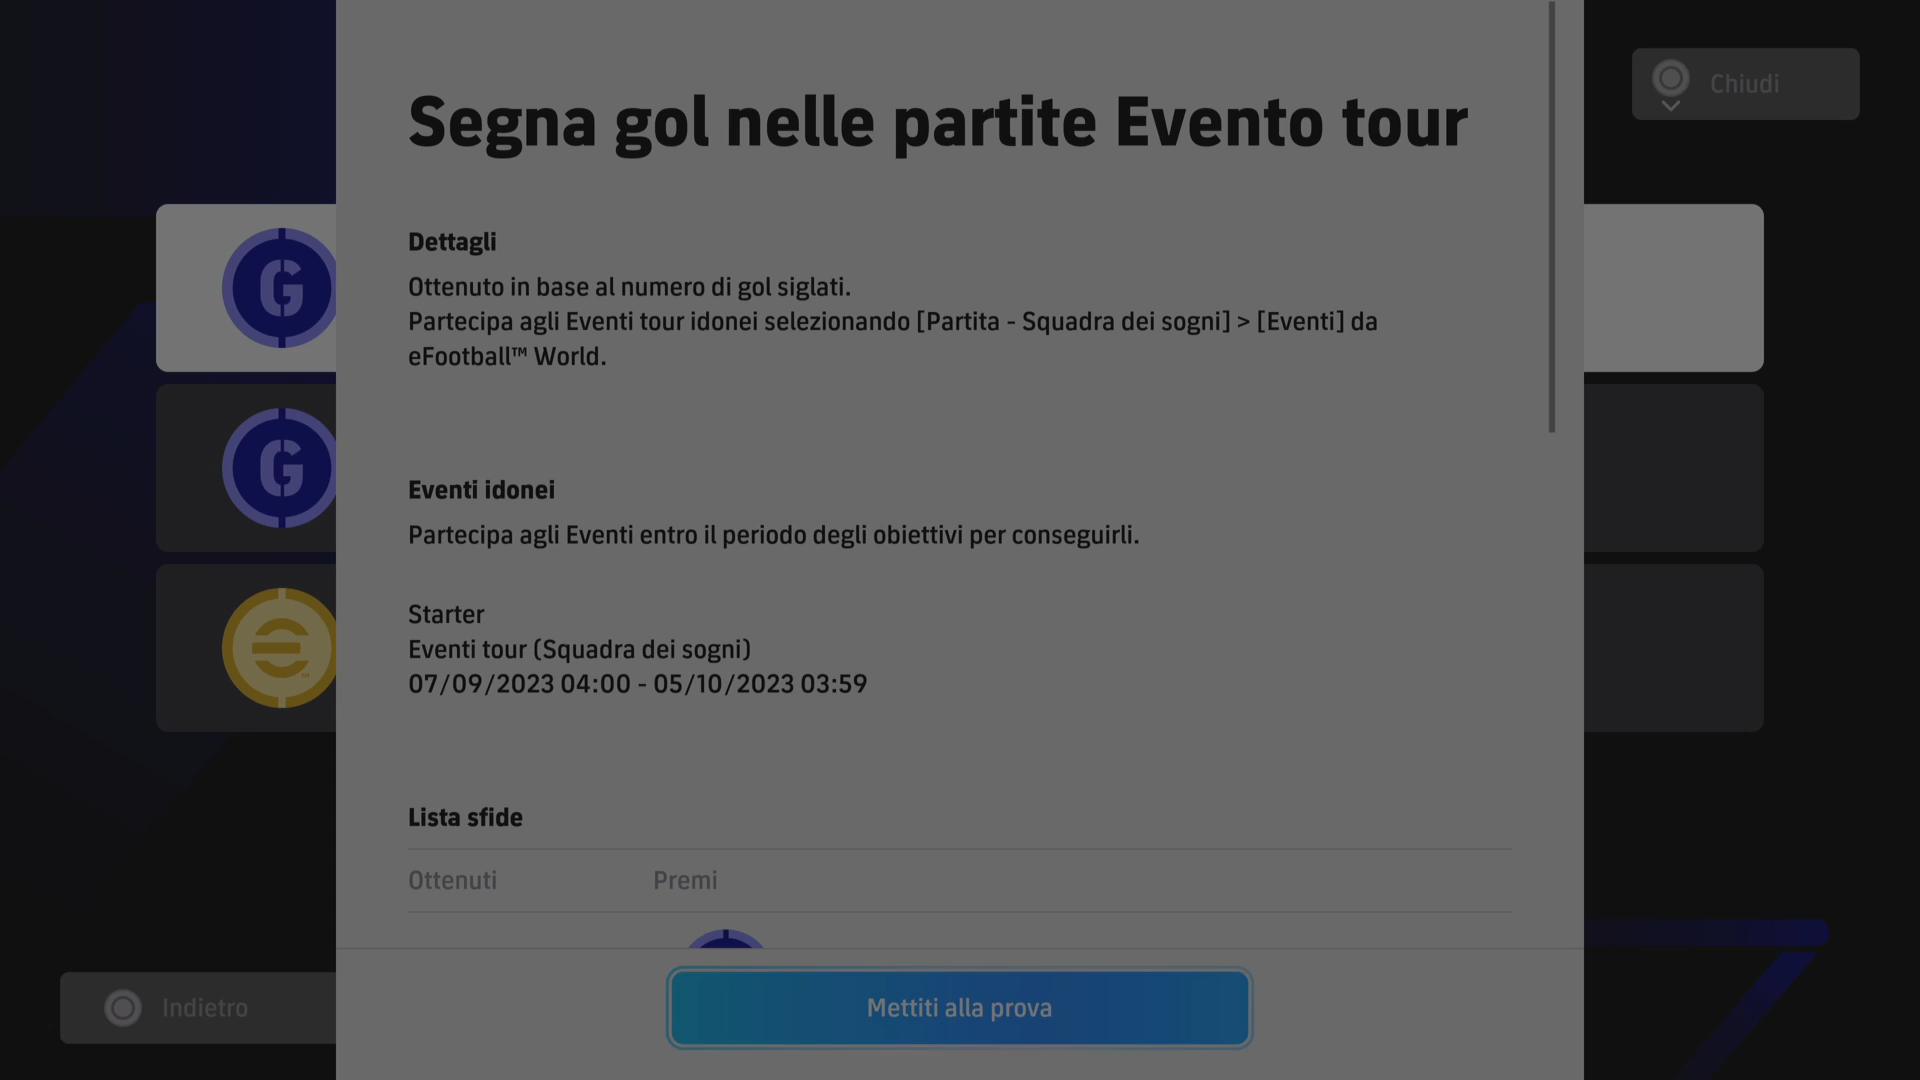 Chiudi
Segna gol nelle partite Evento tour
Dettagli
Ottenuto in base al numero di gol siglati.
Partecipa agli Eventi tour idonei selezionando [Partita - Squadra dei sogni] > [Eventi] da
eFootball™ World.
Eventi idonei
Partecipa agli Eventi entro il periodo degli obiettivi per conseguirli.
Starter
Eventi tour (Squadra dei sogni)
07/09/2023 04:00 - 05/10/2023 03:59
Lista sfide
Ottenuti Premi
Indietro
Mettiti alla prova